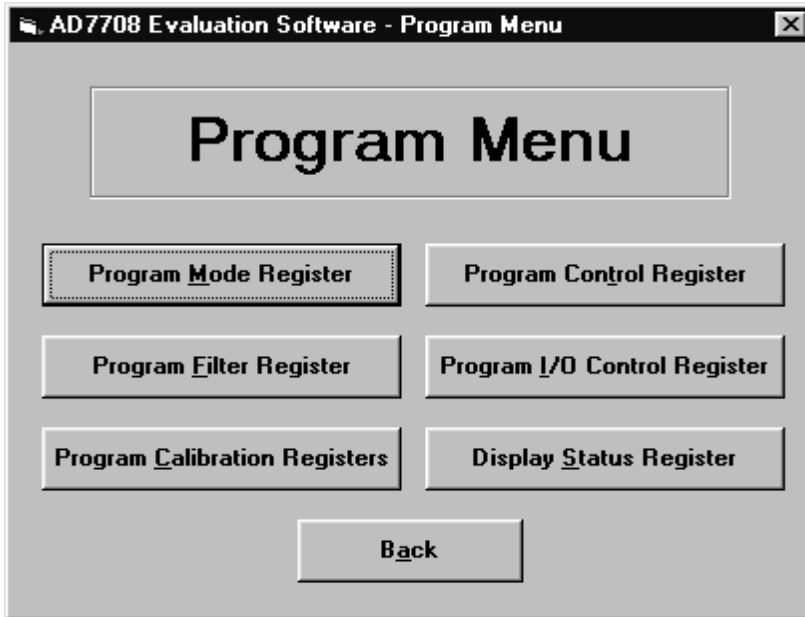 AD7708 Evaluation Software - Program Menu
Program Menu
Program Mode Register
Program Control Register
Program Filter Register
Program I/O Control Register
Program Calibration Registers
Display Status Register
Back